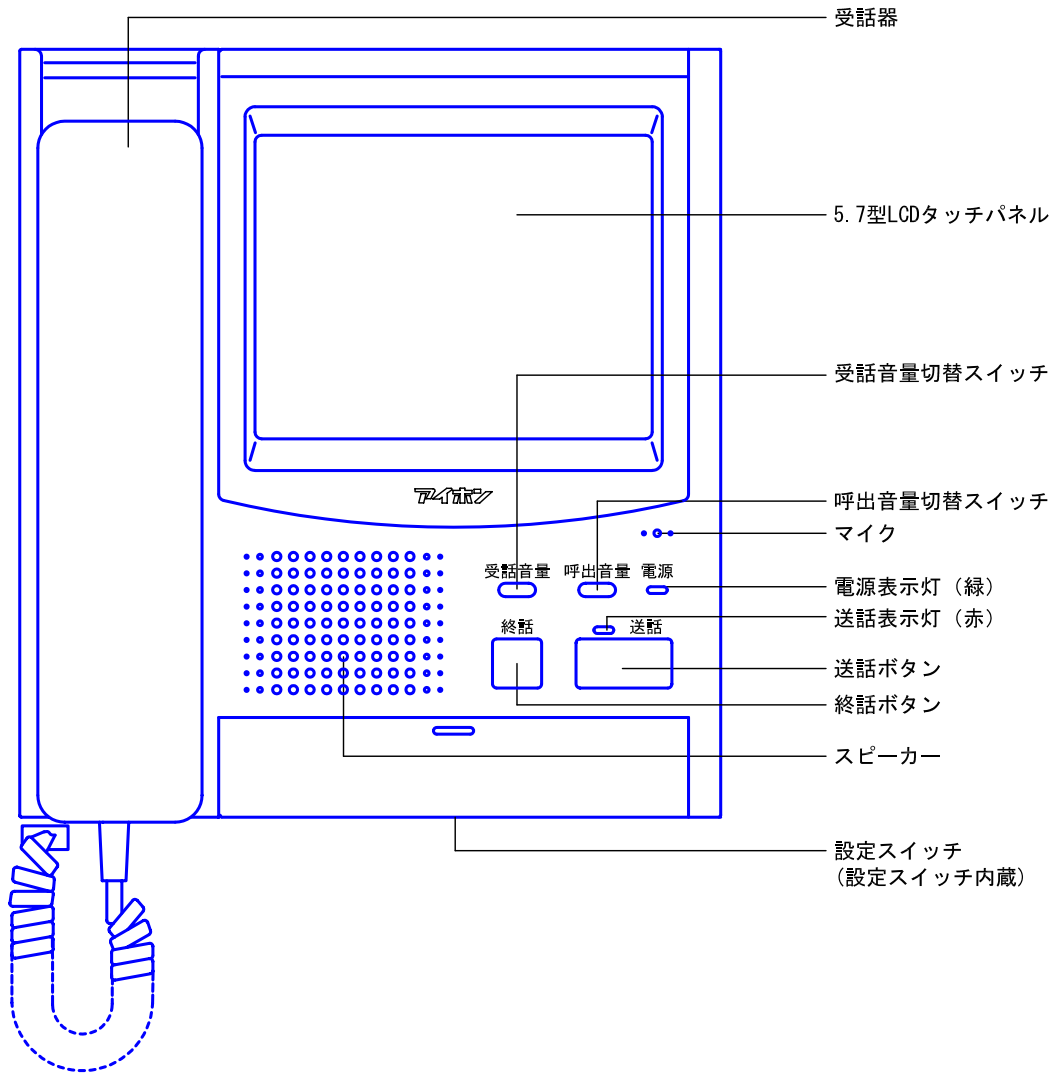 受話器
5.7型LCDタッチパネル
受話音量切替スイッチ
アイホン
呼出音量切替スイッチ
マイク
受話音量 呼出音量 電源
電源表示灯（緑）
送話表示灯（赤）
終話 送話
送話ボタン
終話ボタン
スピーカー
設定スイッチ
（設定スイッチ内蔵）